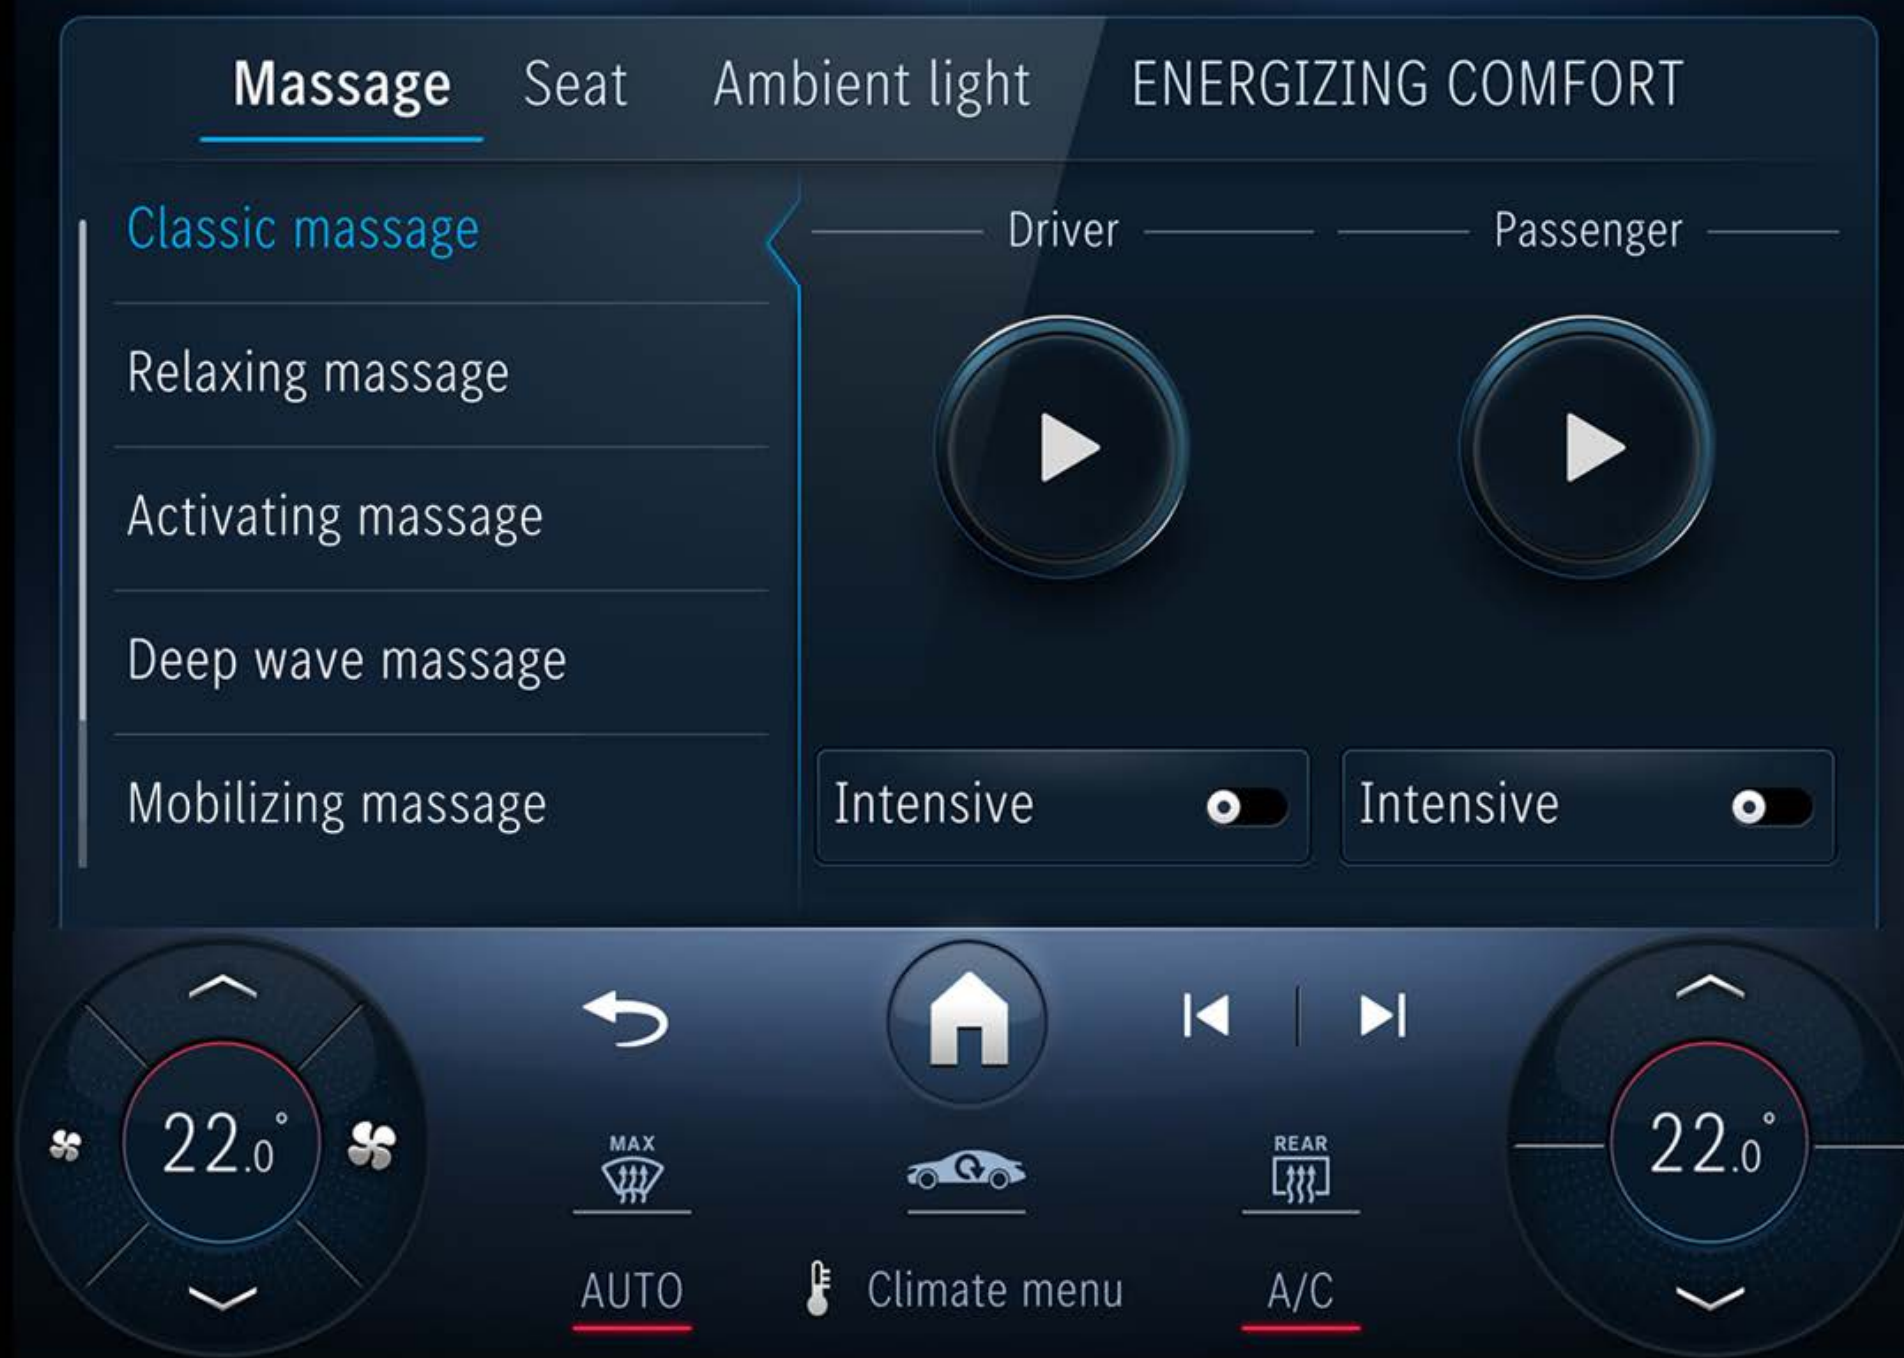 Massage Seat Ambient light ENERGIZING COMFORT
Classic massage
Relaxing massage
Activating massage
Deep wave massage
Mobilizing massage
Driver Passenger
Intensive Intensive
22.0°
22.0°
MAX
REAR
AUTO Climate menu A/C